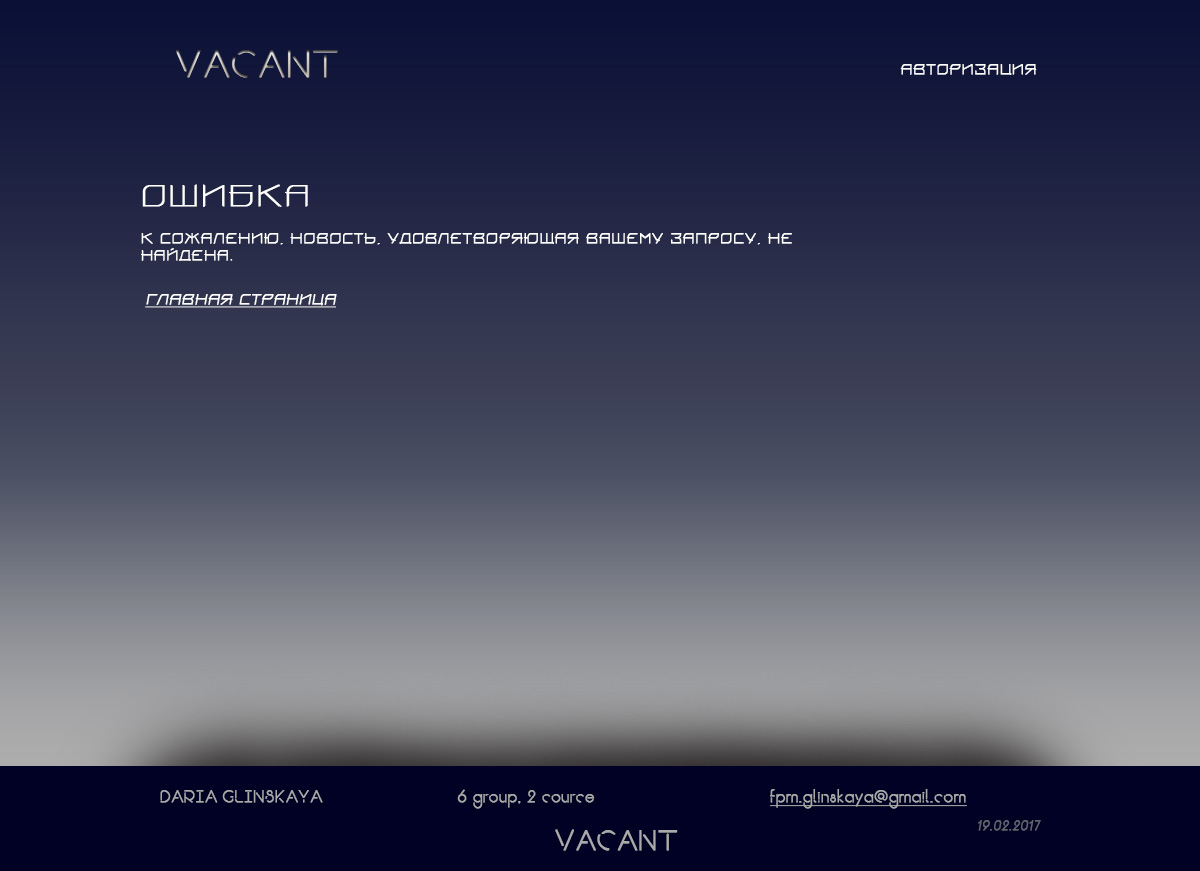 VACANT
АВТОРИЗАЦИЯ
ОШИБКА
К СОЖАЛЕНИЮ, НОВОСТЬ, УДОВЛЕТВОРЯЮЩАЯ ВАШЕМУ ЗАПРОСУ, НЕ
НАЙДЕНА.
ГЛАВНАЯ СТРАНИЦА
DARIA GLINSKAYA
6 group, 2 cource
fpm.glinskaya@gmail.com
19.02.2017
VACANT